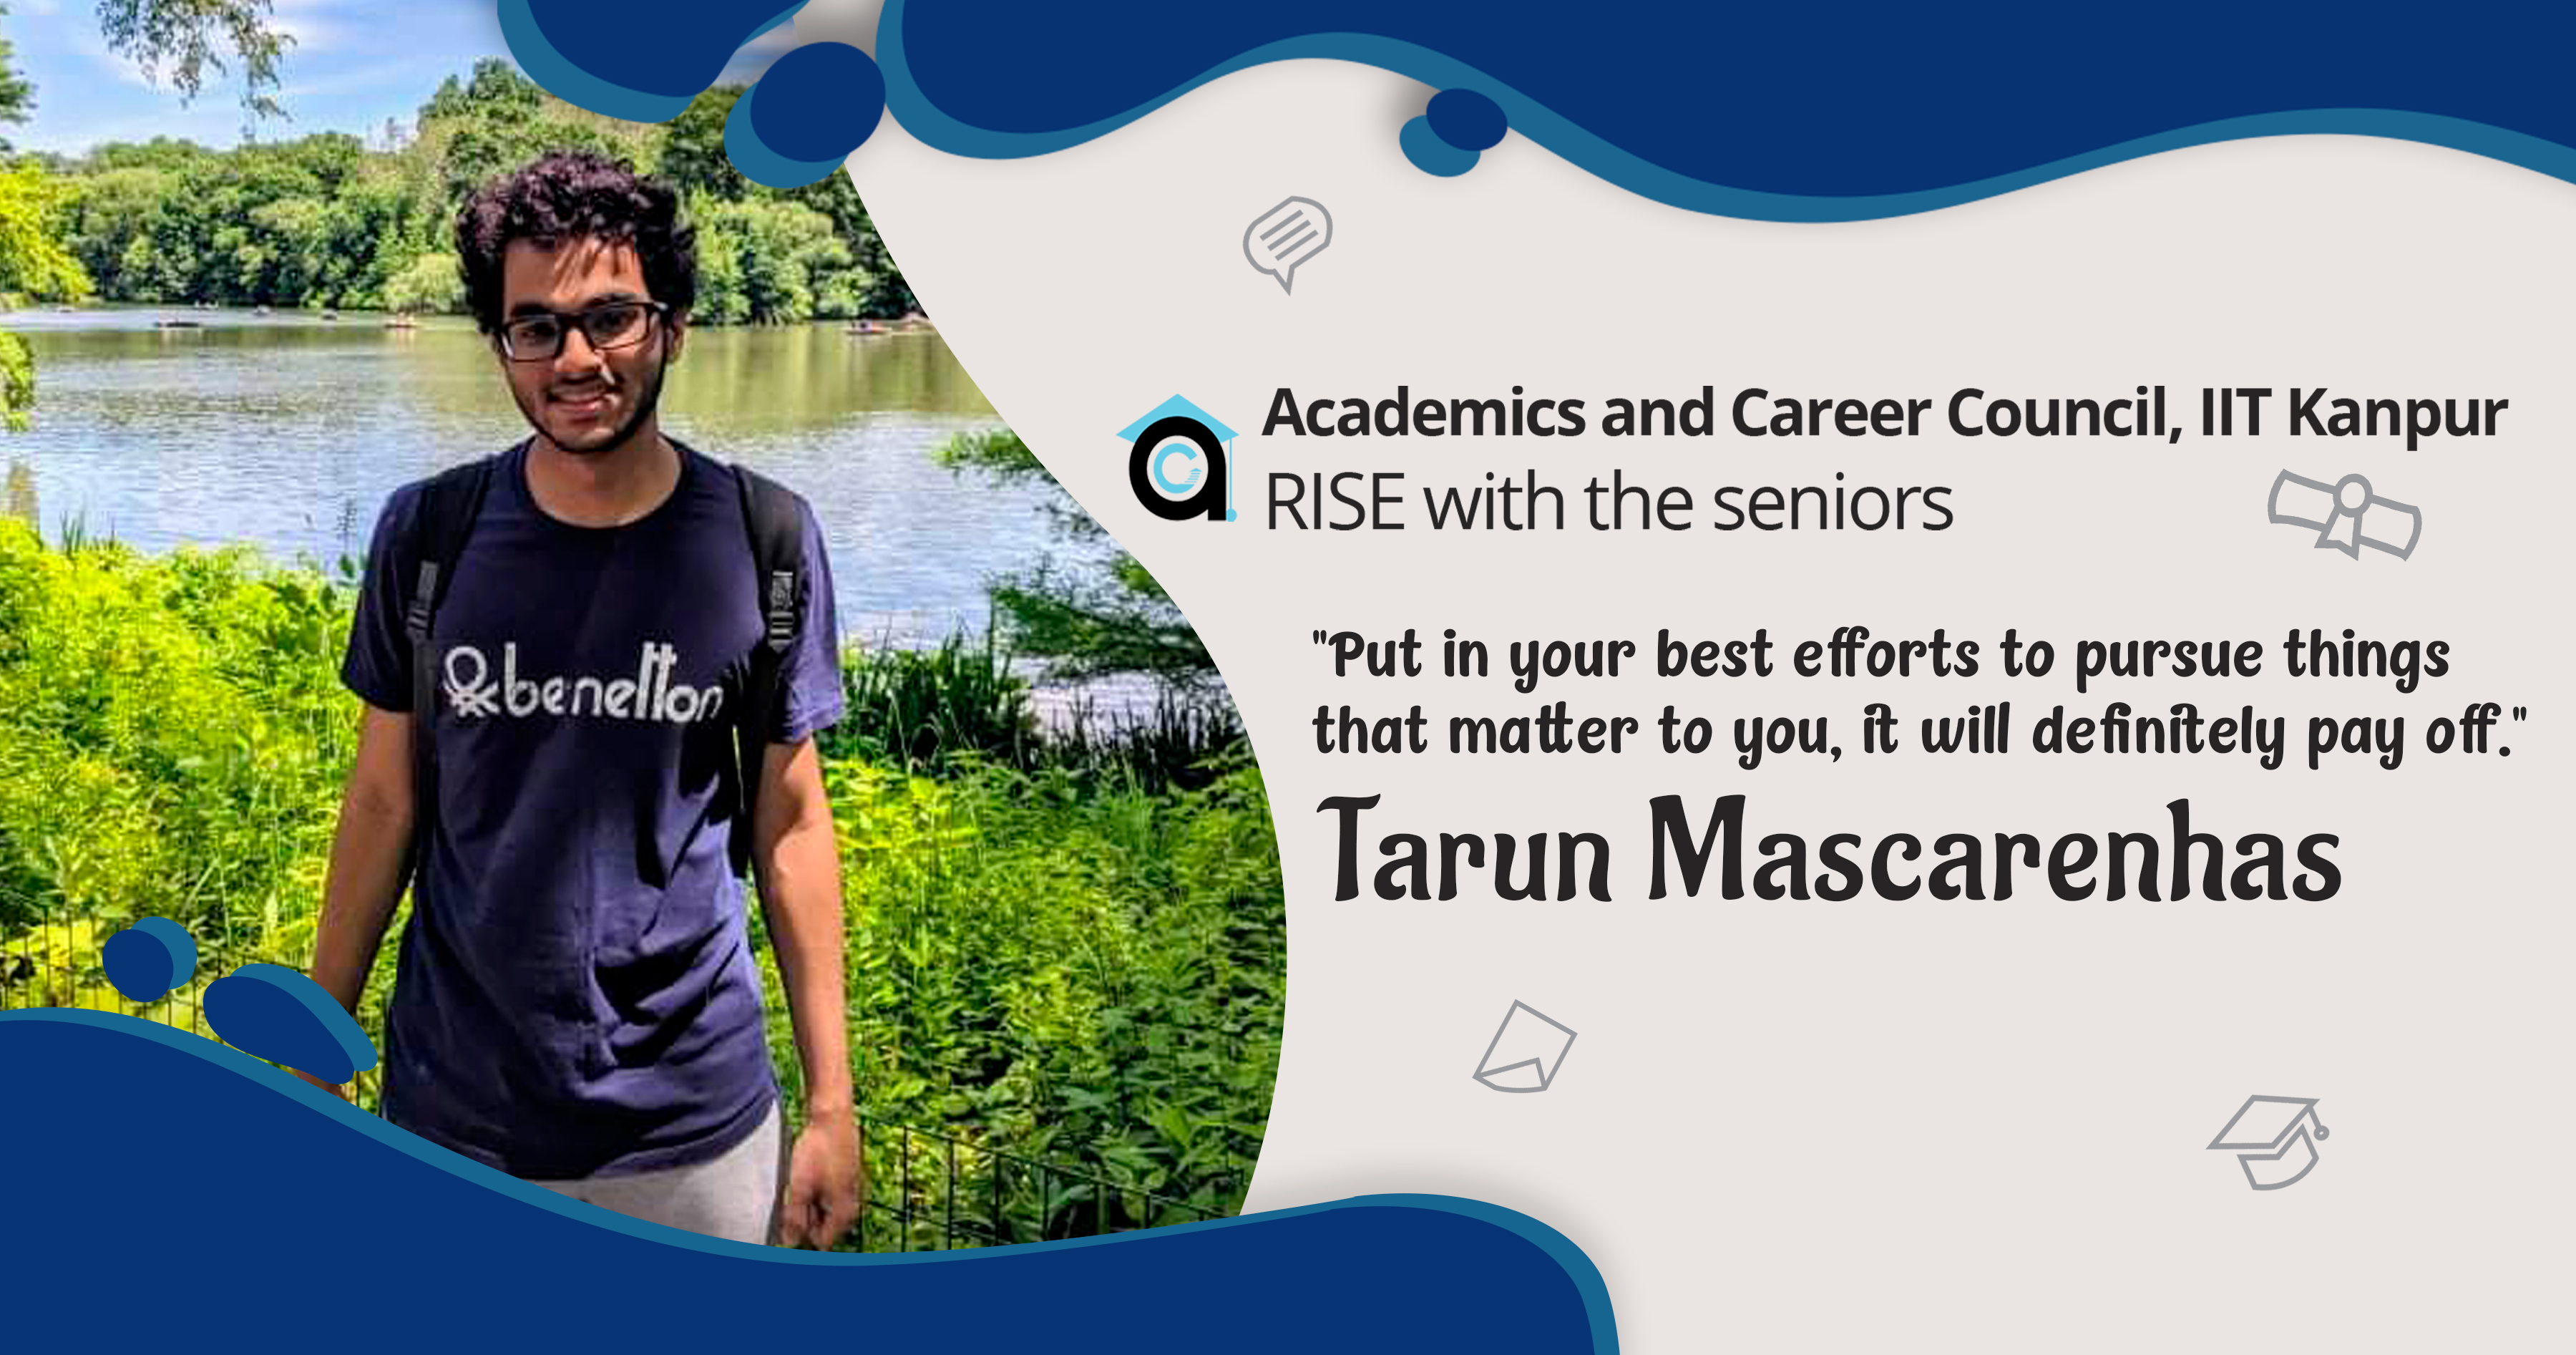 Academics and Career Council, IIT Kanpur
RISE with the seniors
"Put in your best efforts to pursue things
that matter to you, it will definitely pay off."
Tarun Mascarenhas
benetton